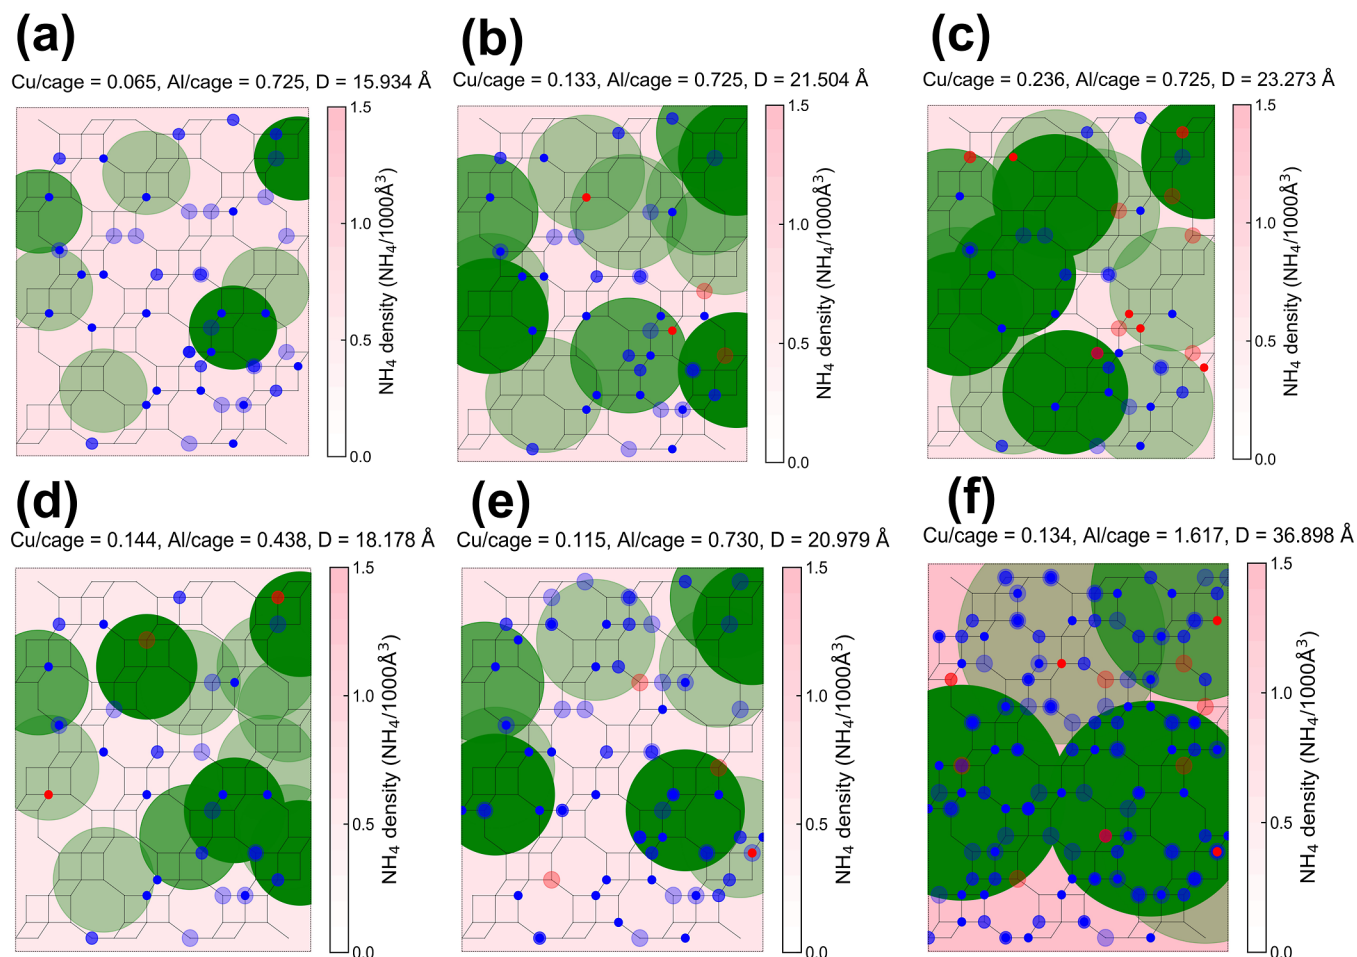 (a)
Cu/cage = 0.065, Al/cage = 0.725, D = 15.934 Å
1.5
1.0
0.5
0.0
NH4 density (NH4/1000Å3)
(b)
Cu/cage = 0.133, Al/cage = 0.725, D = 21.504 Å
1.5
1.0
0.5
0.0
NH4 density (NH4/1000Å3)
(c)
Cu/cage = 0.236, Al/cage = 0.725, D = 23.273 Å
1.5
1.0
0.5
0.0
NH4 density (NH4/1000Å3)
(d)
Cu/cage = 0.144, Al/cage = 0.438, D = 18.178 Å
1.5
1.0
0.5
0.0
NH4 density (NH4/1000Å3)
(e)
Cu/cage = 0.115, Al/cage = 0.730, D = 20.979 Å
1.5
1.0
0.5
0.0
NH4 density (NH4/1000Å3)
(f)
Cu/cage = 0.134, Al/cage = 1.617, D = 36.898 Å
1.5
1.0
0.5
0.0
NH4 density (NH4/1000Å3)